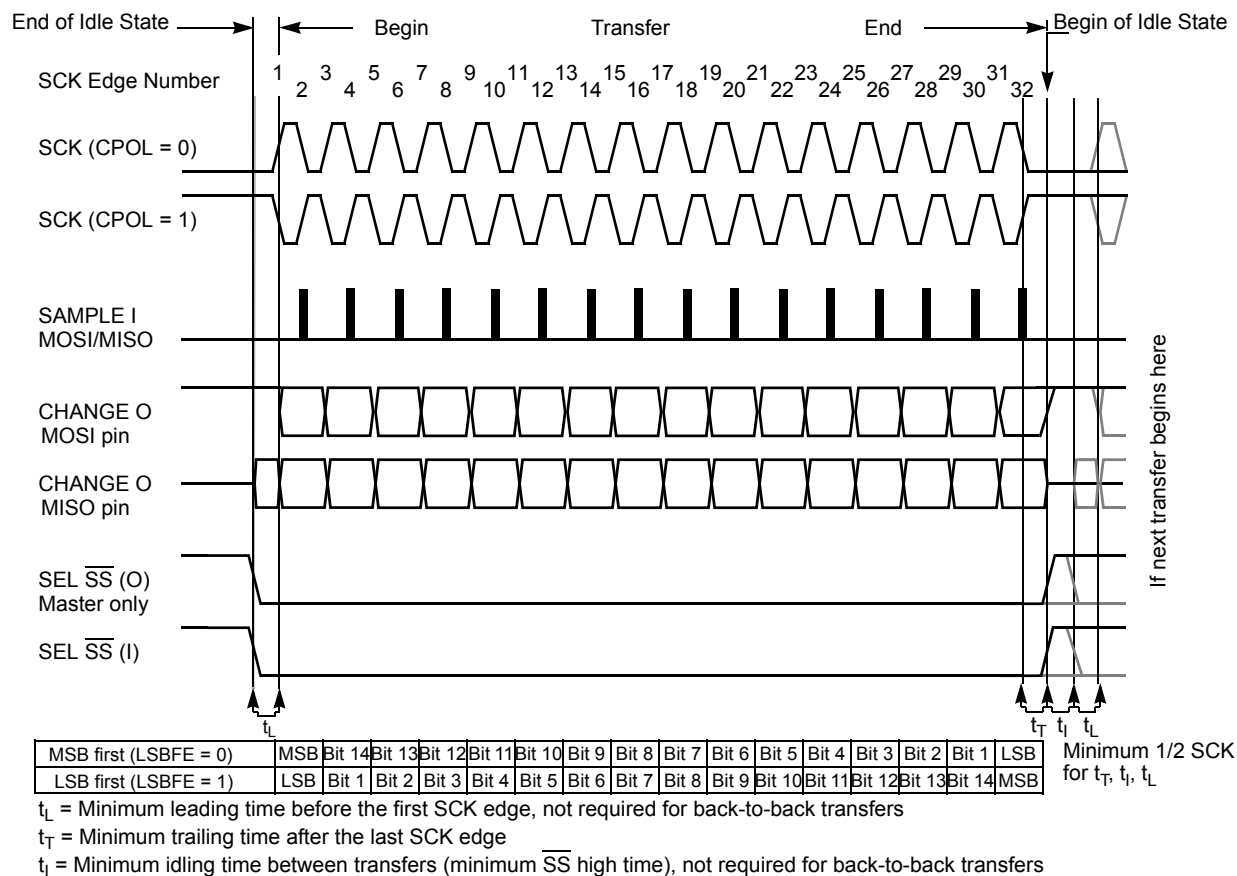 End of Idle State
Begin
Transfer
End
Begin of Idle State
SCK Edge Number
1 3 5 7 9 11 13 15 17 19 21 23 25 27 29 31
2 4 6 8 10 12 14 16 18 20 22 24 26 28 30 32
SCK (CPOL = 0)
SCK (CPOL = 1)
SAMPLE I
MOSI/MISO
CHANGE O
MOSI pin
CHANGE O
MISO pin
SEL SS (O)
Master only
SEL SS (I)
If next transfer begins here
tL
tT tI tL
MSB first (LSBFE = 0) MSB Bit 14 Bit 13 Bit 12 Bit 11 Bit 10 Bit 9 Bit 8 Bit 7 Bit 6 Bit 5 Bit 4 Bit 3 Bit 2 Bit 1 LSB
LSB first (LSBFE = 1) LSB Bit 1 Bit 2 Bit 3 Bit 4 Bit 5 Bit 6 Bit 7 Bit 8 Bit 9 Bit 10 Bit 11 Bit 12 Bit 13 Bit 14 MSB
Minimum 1/2 SCK
for tT, tI, tL
tL = Minimum leading time before the first SCK edge, not required for back-to-back transfers
tT = Minimum trailing time after the last SCK edge
tI = Minimum idling time between transfers (minimum SS high time), not required for back-to-back transfers